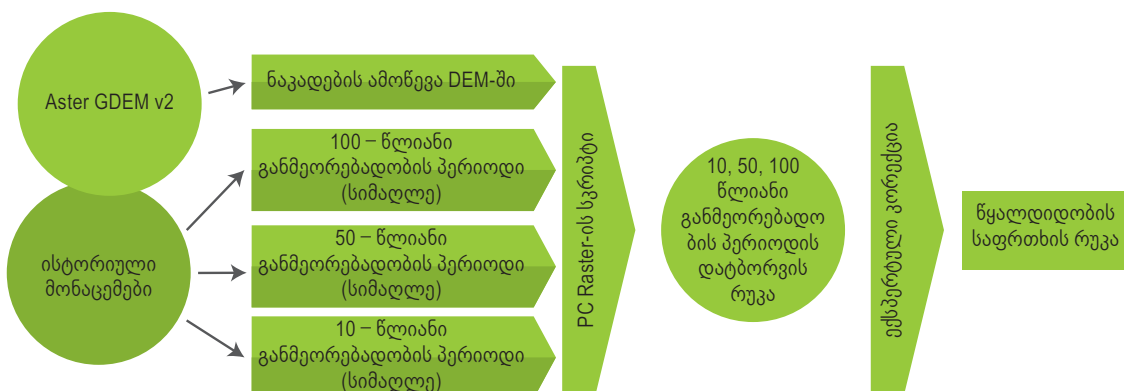 Aster GDEM v2
ისტორიული
მონაცემები
ნაკადების ამოწევა DEM-ში
100 – წლიანი
განმეორებადობის პერიოდი
(სიმაღლე)
50 – წლიანი
განმეორებადობის პერიოდი
(სიმაღლე)
10 – წლიანი
განმეორებადობის პერიოდი
(სიმაღლე)
PC Raster-ის სკრიპტი
10, 50, 100
წლიანი
განმეორებადო
ბის პერიოდის
დატბორვის
რუკა
ექსპერტული კორექცია
წყალდიდობის
საფრთხის რუკა